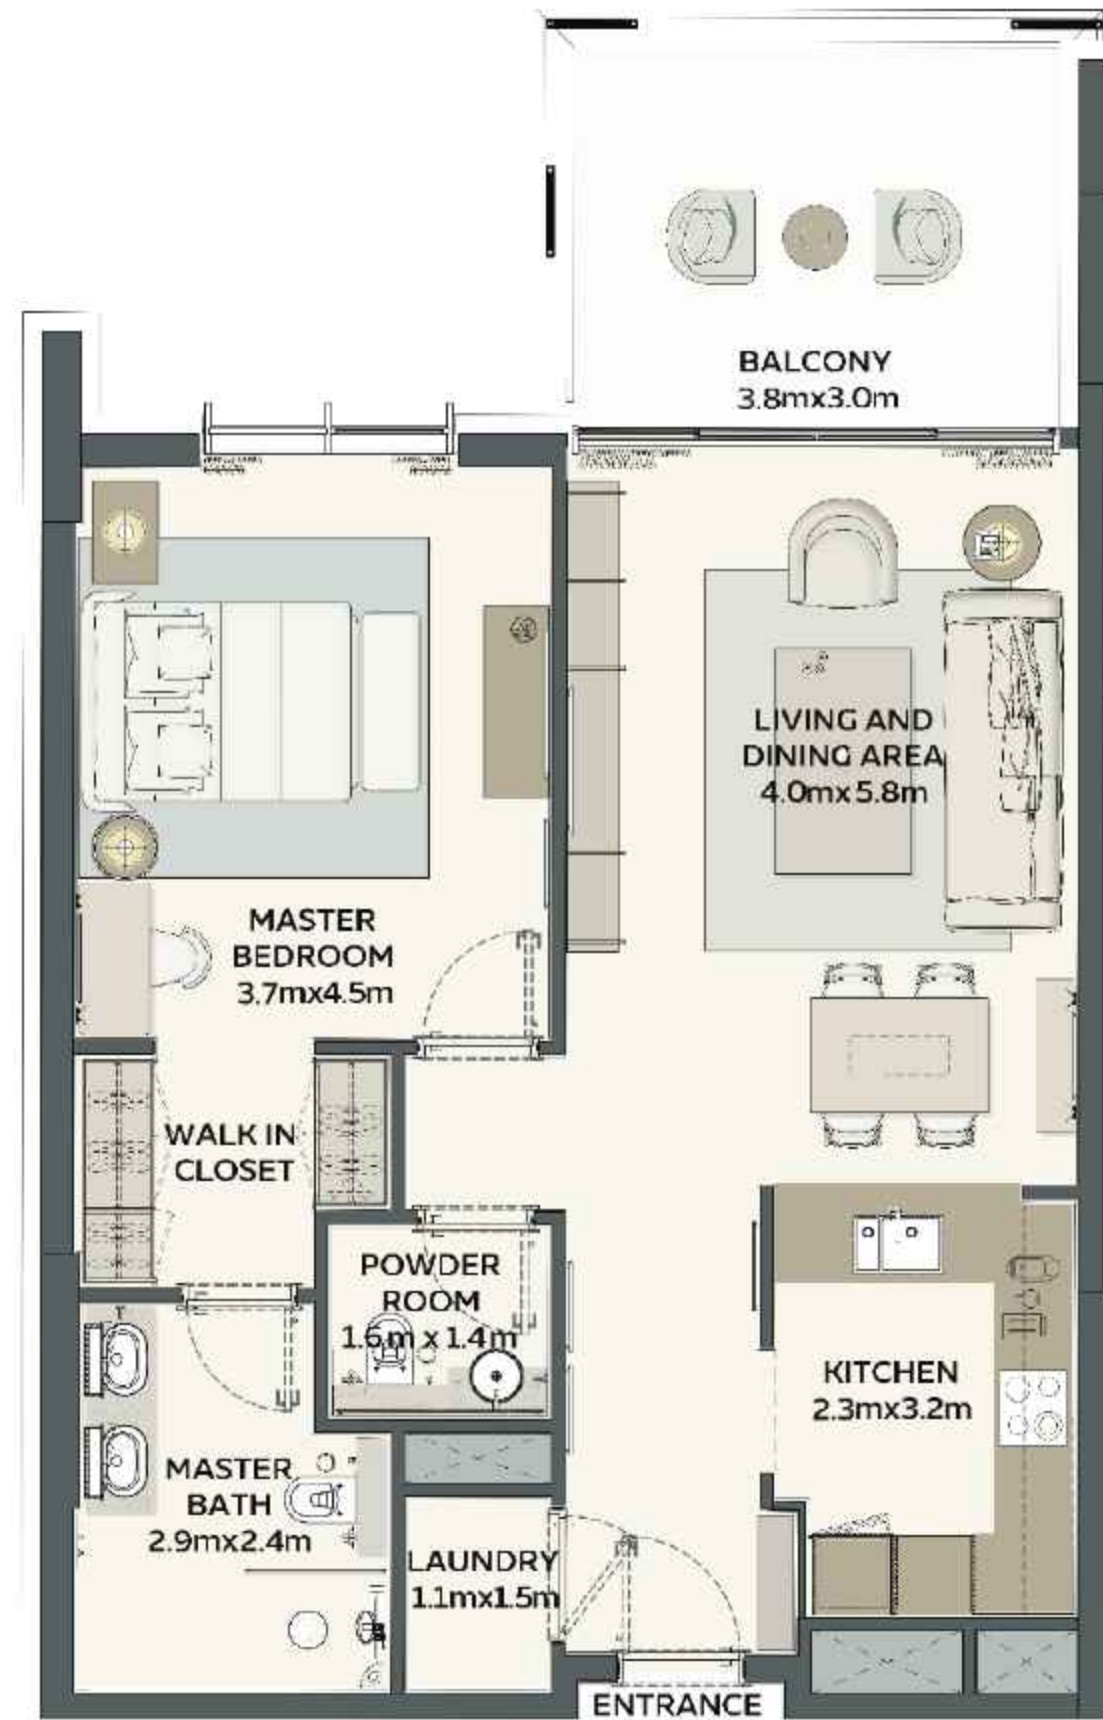 BALCONY
3.8mx3.0m
LIVING AND
DINING AREA
4.0mx5.8m
MASTER
BEDROOM
3.7mx4.5m
WALK IN
CLOSET
POWDER
ROOM
1.6m x 1.4m
KITCHEN
2.3mx3.2m
MASTER
BATH
2.9mx2.4m
LAUNDRY
1.1mx1.5m
ENTRANCE